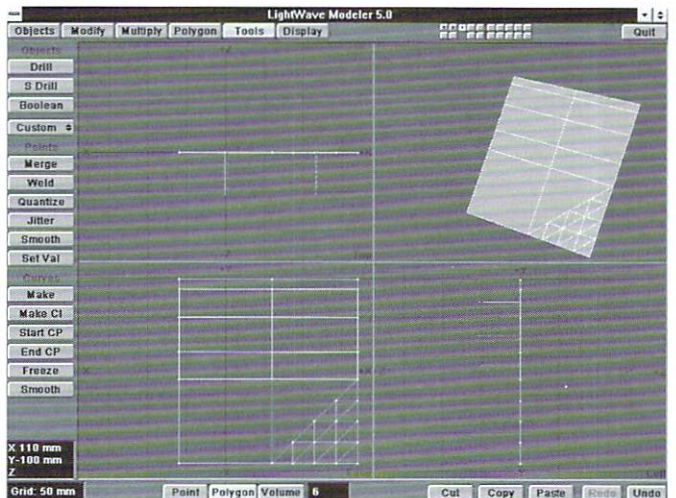 LightWave Modeler 5.0
Objects Modify Multiply Polygon Tools Display Quit
Objects
Drill
S Drill
Boolean
Custom
Points
Merge
Weld
Quantize
Jitter
Smooth
Set Val
Curves
Make
Make Cl
Start CP
End CP
Freeze
Smooth
X 110 mm
Y-100 mm
Z
Grid: 50 mm Point Polygon Volume 6 Cut Copy Paste Redo Undo